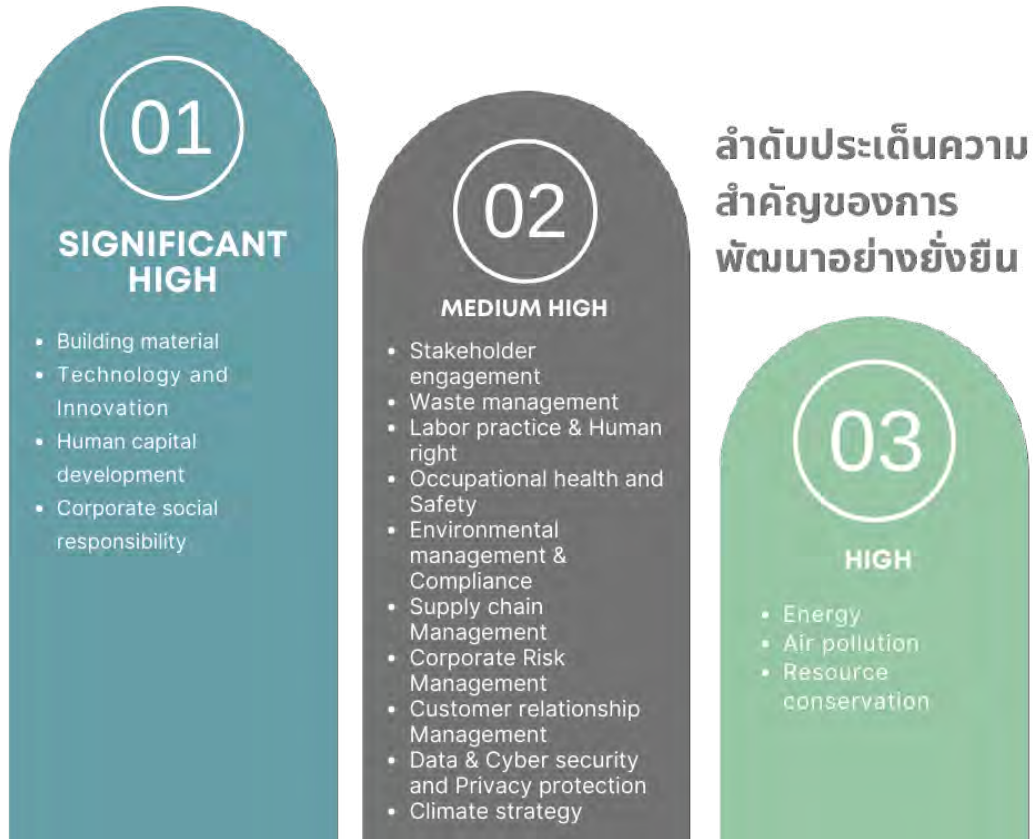 01
SIGNIFICANT
HIGH
• Building material
• Technology and
Innovation
• Human capital
development
• Corporate social
responsibility
02
MEDIUM HIGH
• Stakeholder
engagement
• Waste management
• Labor practice & Human
right
• Occupational health and
Safety
• Environmental
management &
Compliance
• Supply chain
Management
• Corporate Risk
Management
• Customer relationship
Management
• Data & Cyber security
and Privacy protection
• Climate strategy
ลำดับประเด็นความ
สำคัญของการ
พัฒนาอย่างยั่งยืน
03
HIGH
• Energy
• Air pollution
• Resource
conservation